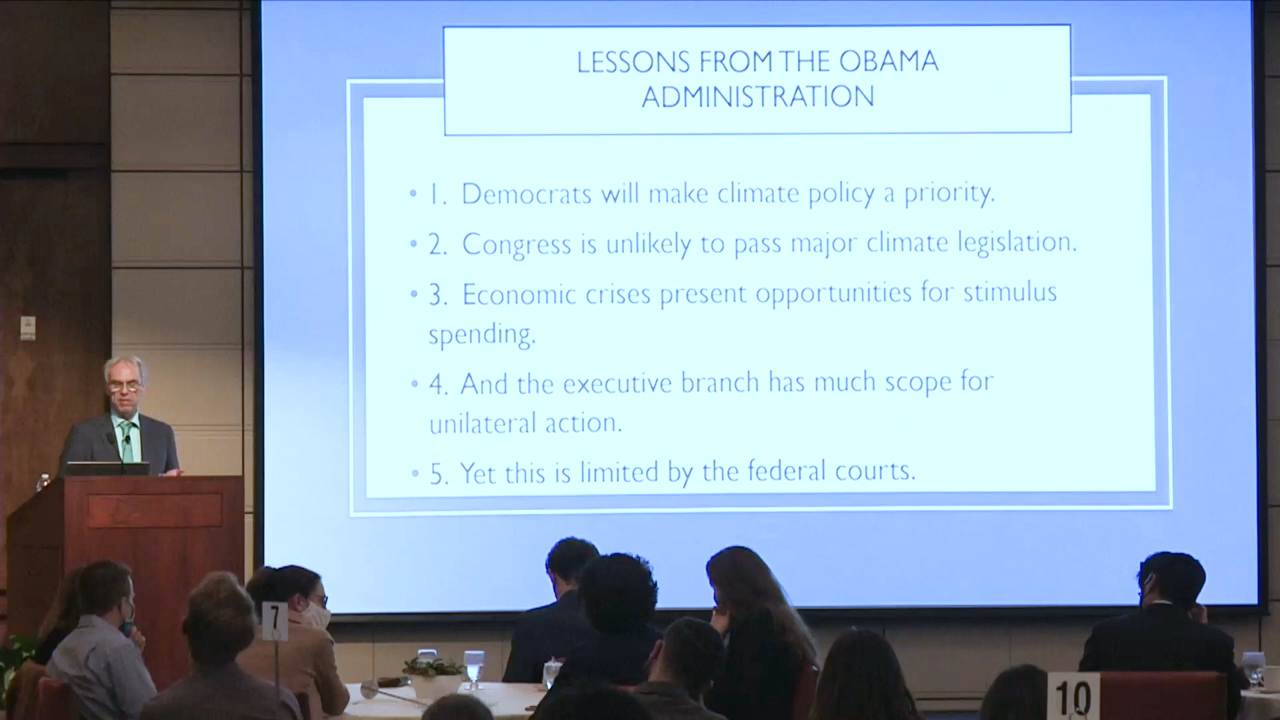 LESSONS FROM THE OBAMA
ADMINISTRATION
• 1. Democrats will make climate policy a priority.
• 2. Congress is unlikely to pass major climate legislation.
• 3. Economic crises present opportunities for stimulus
spending.
• 4. And the executive branch has much scope for
unilateral action.
• 5. Yet this is limited by the federal courts.
7
10